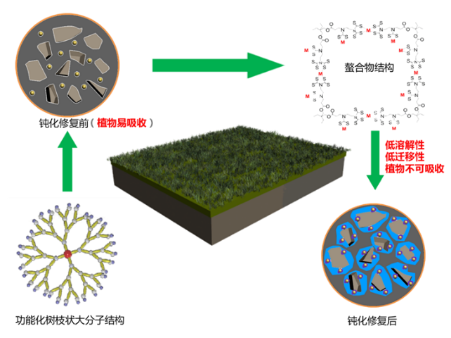 钝化修复前（植物易吸收）
螯合物结构
低溶解性
低迁移性
植物不可吸收
功能化树枝状大分子结构
钝化修复后